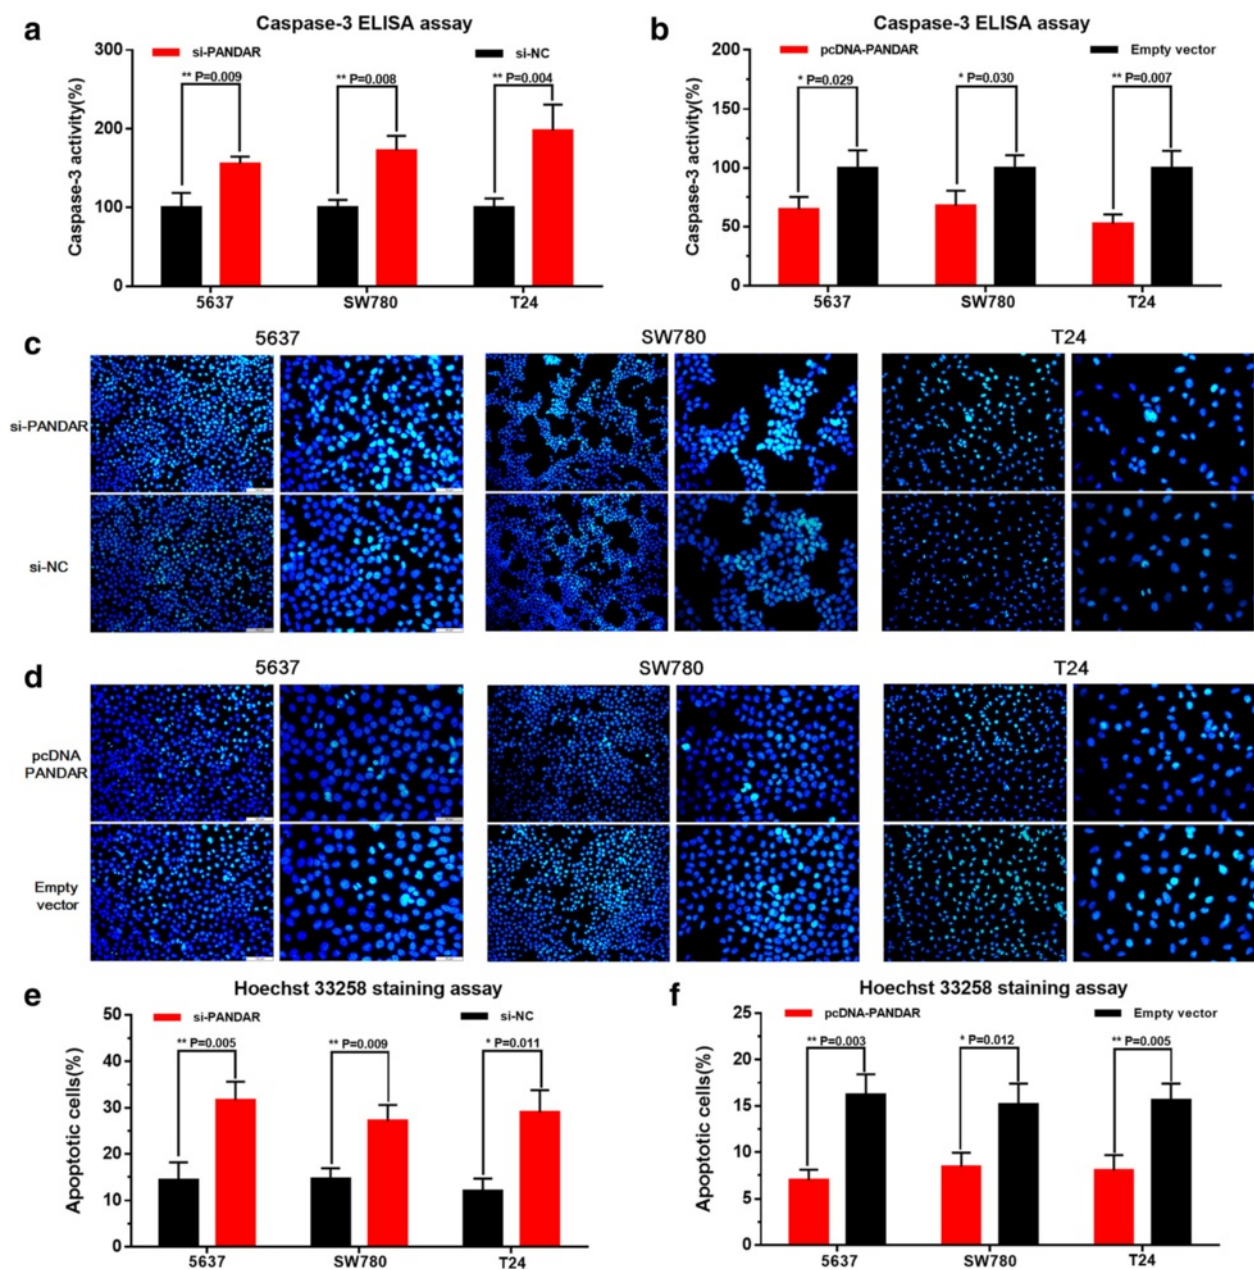 a
Caspase-3 ELISA assay
si-PANDAR
si-NC
Caspase-3 activity(%)
300
200
100
0
** P=0.009
** P=0.008
** P=0.004
5637
SW780
T24
b
Caspase-3 ELISA assay
pcDNA-PANDAR
Empty vector
Caspase-3 activity(%)
200
150
100
50
0
* P=0.029
* P=0.030
** P=0.007
5637
SW780
T24
c
5637
SW780
T24
si-PANDAR
si-NC
d
5637
SW780
T24
pcDNA
PANDAR
Empty
vector
e
Hoechst 33258 staining assay
si-PANDAR
si-NC
Apoptotic cells(%)
50
40
30
20
10
0
** P=0.005
** P=0.009
* P=0.011
5637
SW780
T24
f
Hoechst 33258 staining assay
pcDNA-PANDAR
Empty vector
Apoptotic cells(%)
25
20
15
10
5
0
** P=0.003
* P=0.012
** P=0.005
5637
SW780
T24